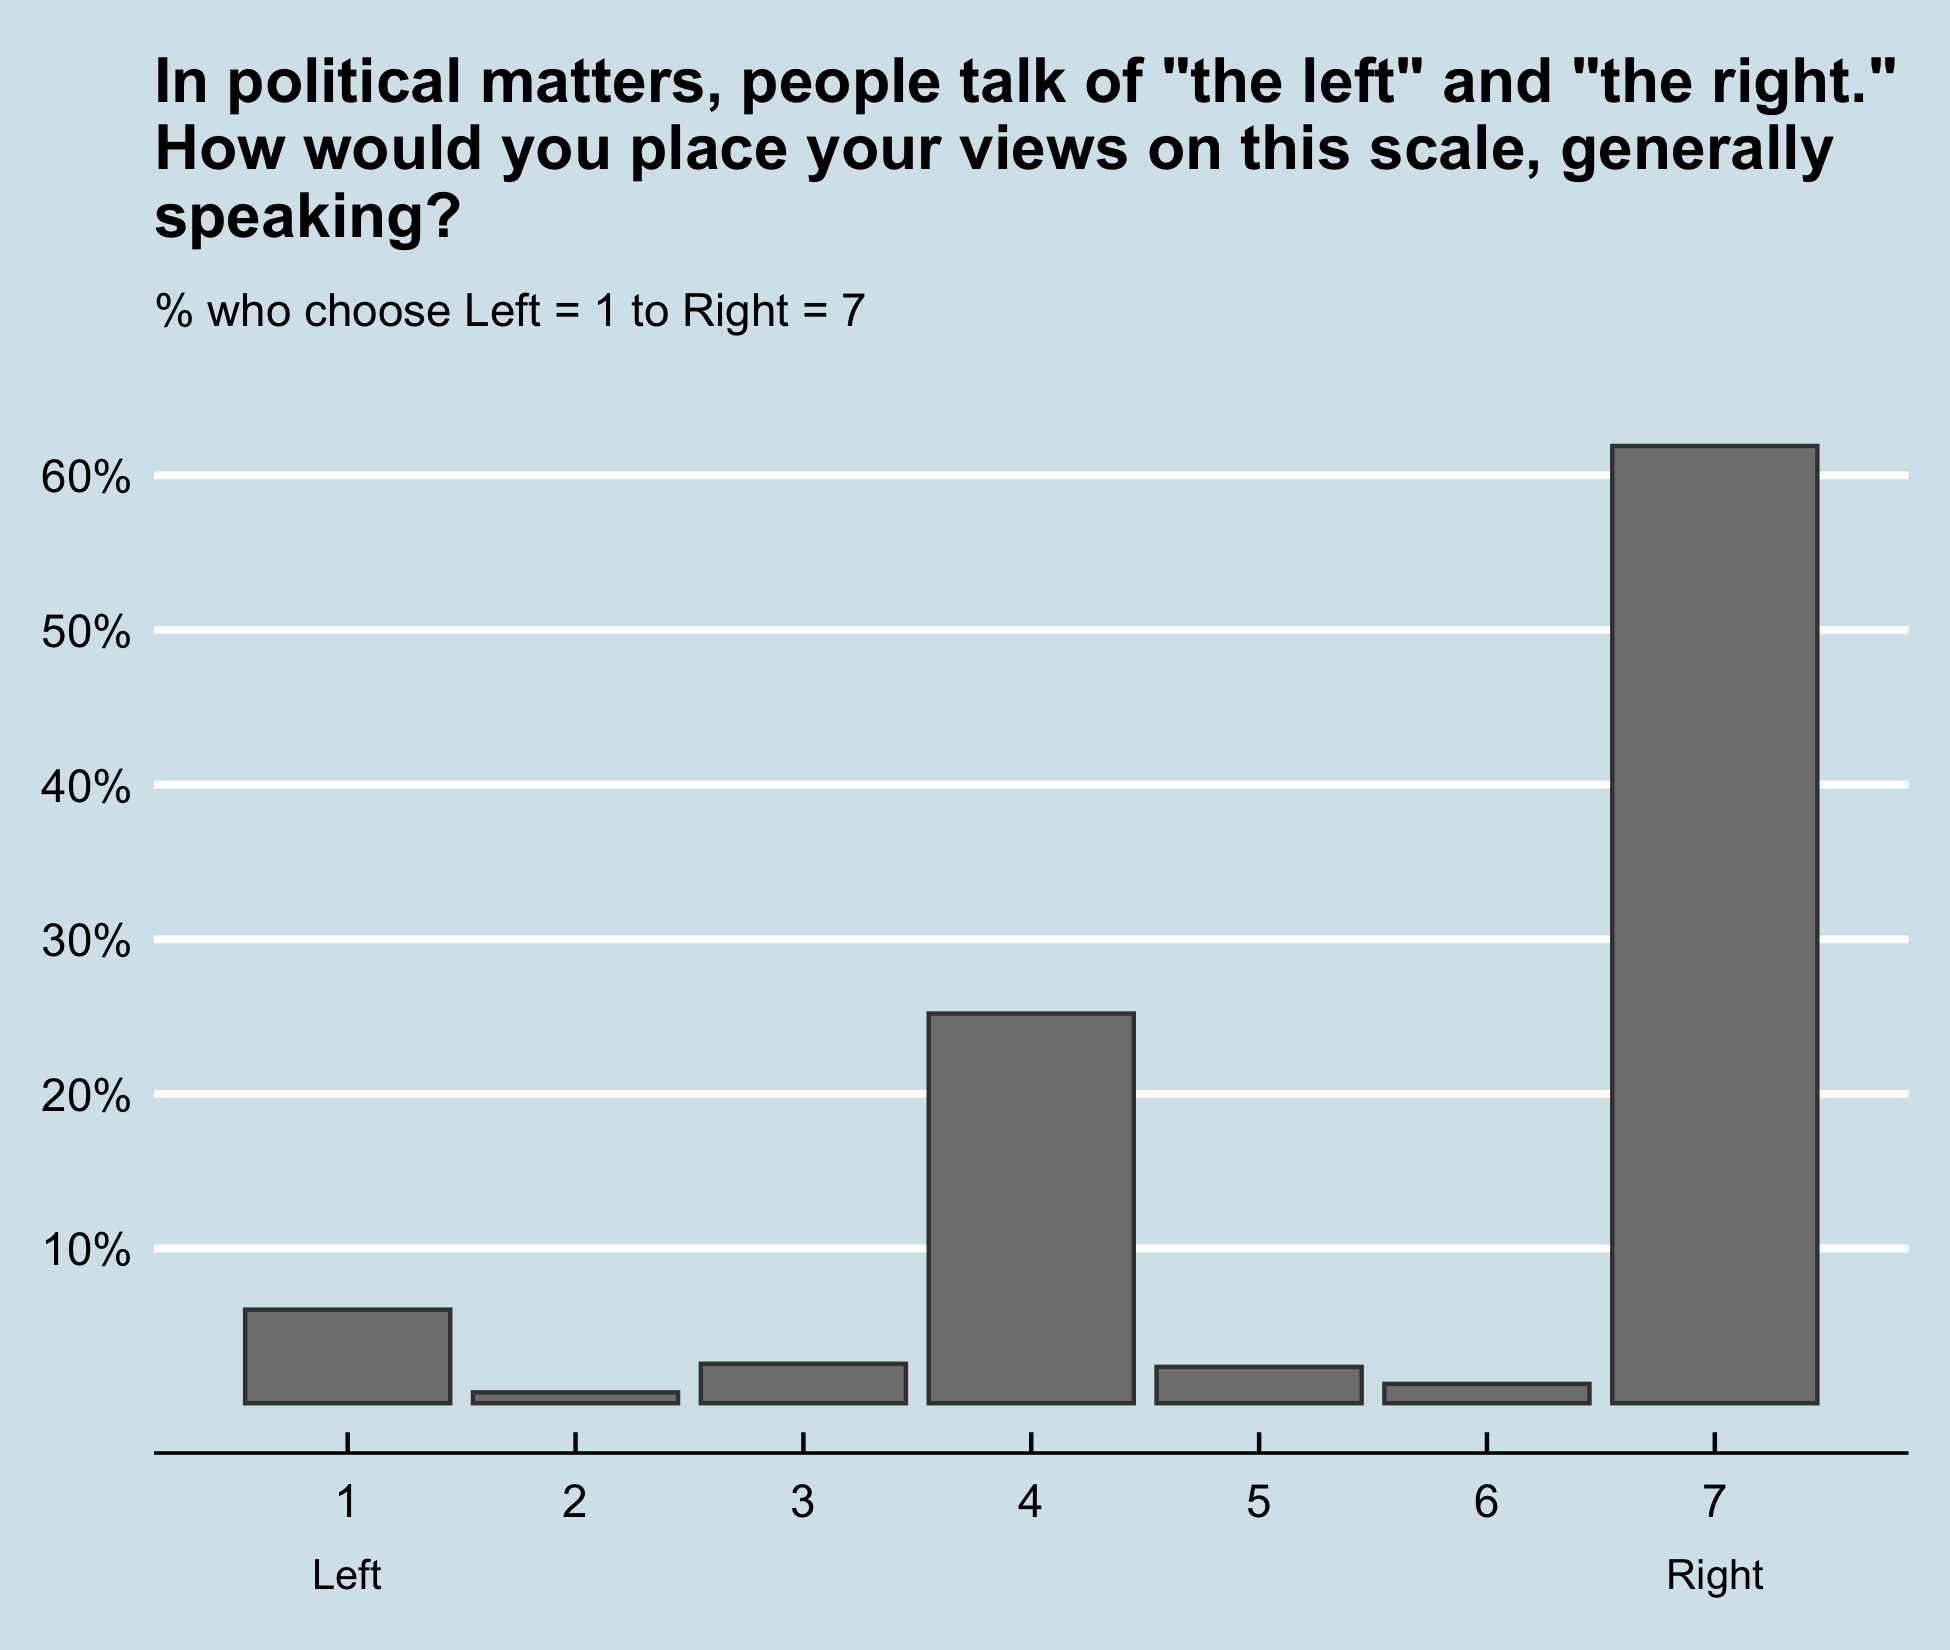 In political matters, people talk of "the left" and "the right."
How would you place your views on this scale, generally
speaking?
% who choose Left = 1 to Right = 7
60%
50%
40%
30%
20%
10%
1 2 3 4 5 6 7
Left Right